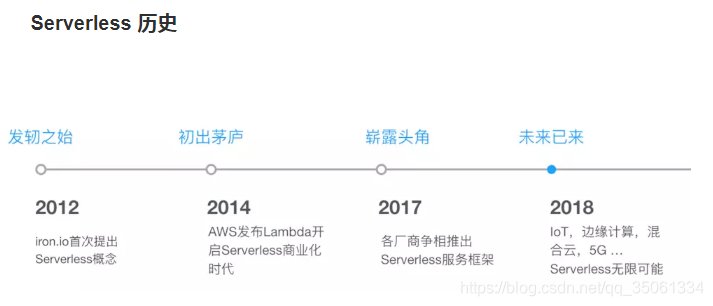 Serverless 历史
发轫之始
初出茅庐
崭露头角
未来已来
2012
2014
2017
2018
iron.io首次提出
Serverless概念
AWS发布Lambda开
启Serverless商业化
时代
各厂商争相推出
Serverless服务框架
IoT，边缘计算，混
合云，5G ...
Serverless无限可能
https://blog.csdn.net/qq_35061334